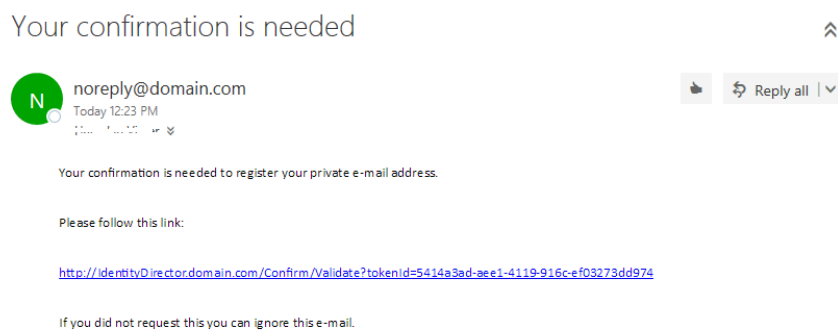 Your confirmation is needed
N
noreply@domain.com
Reply all
Today 12:23 PM
Your confirmation is needed to register your private e-mail address.
Please follow this link:
http://IdentityDirector.domain.com/Confirm/Validate?tokenId=5414a3ad-aee1-4119-916c-ef03273dd974
If you did not request this you can ignore this e-mail.